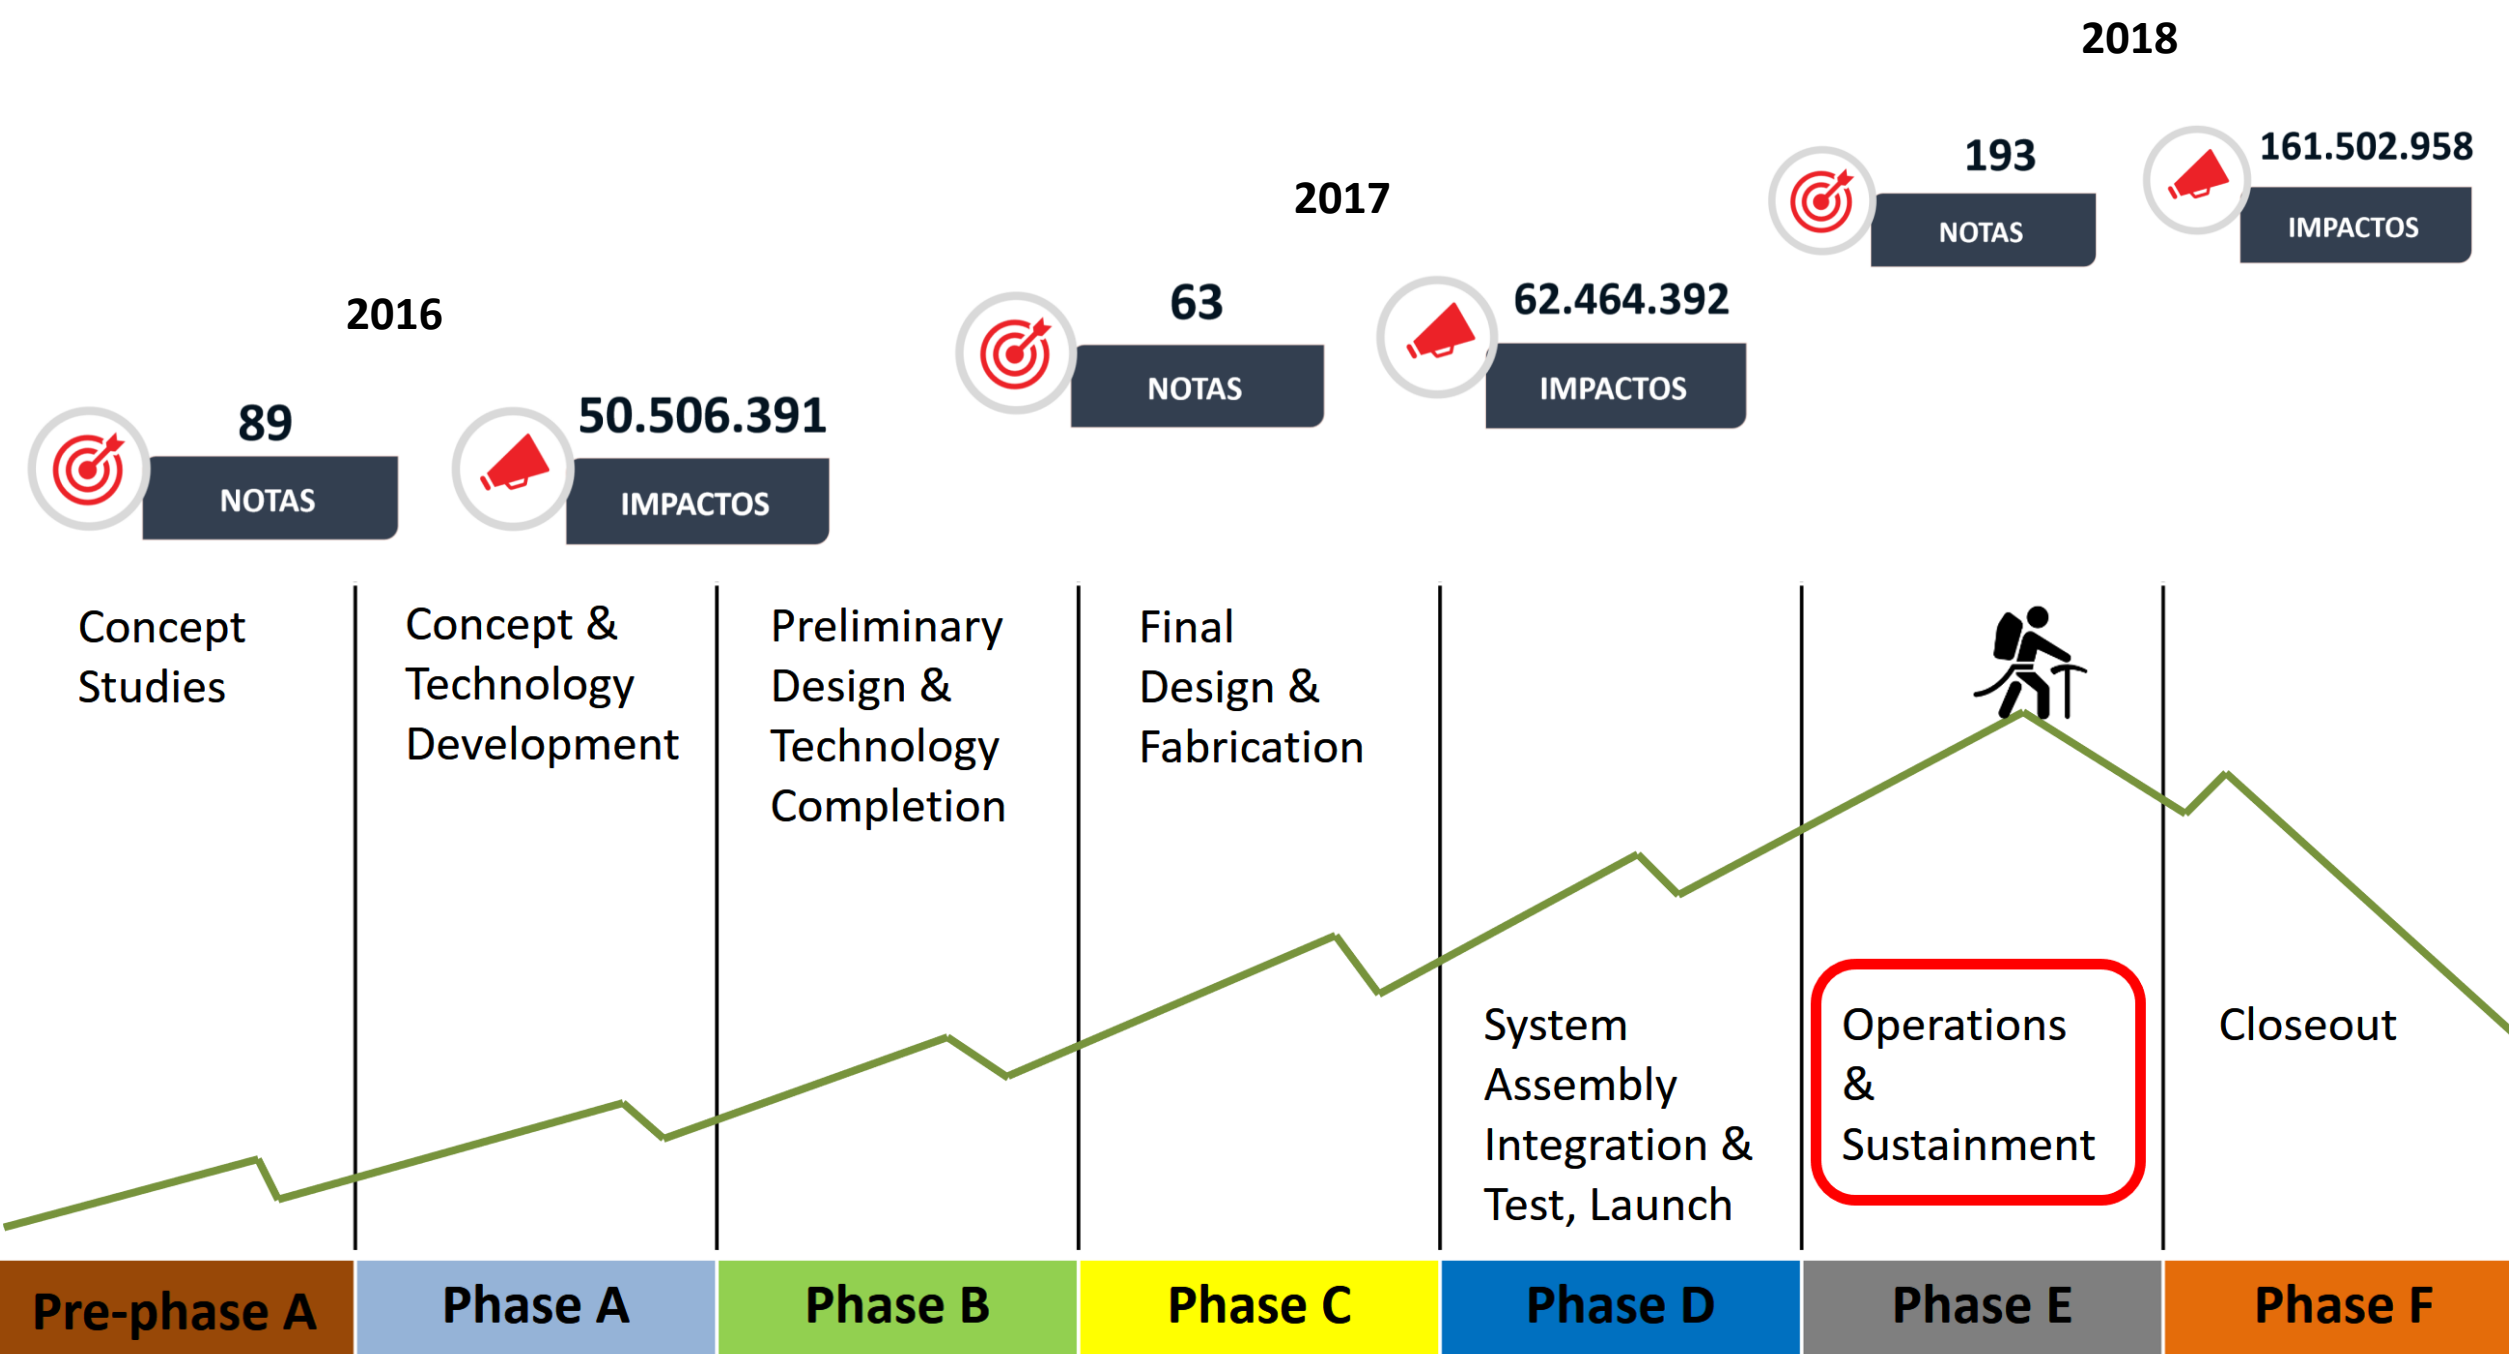 2018
193
NOTAS
161.502.958
IMPACTOS
2017
63
NOTAS
62.464.392
IMPACTOS
2016
89
NOTAS
50.506.391
IMPACTOS
Concept
Studies
Concept &
Technology
Development
Preliminary
Design &
Technology
Completion
Final
Design &
Fabrication
System
Assembly
Integration &
Test, Launch
Operations
&
Sustainment
Closeout
Pre-phase A
Phase A
Phase B
Phase C
Phase D
Phase E
Phase F